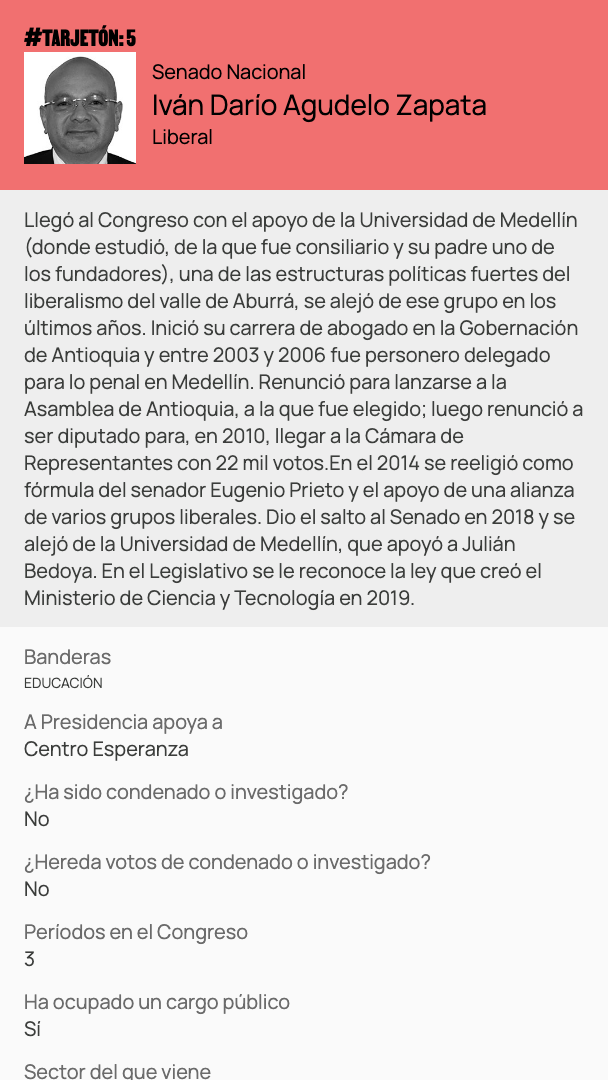 #TARJETÓN: 5
Senado Nacional
Iván Darío Agudelo Zapata
Liberal
Llegó al Congreso con el apoyo de la Universidad de Medellín
(donde estudió, de la que fue consiliario y su padre uno de
los fundadores), una de las estructuras políticas fuertes del
liberalismo del valle de Aburrá, se alejó de ese grupo en los
últimos años. Inició su carrera de abogado en la Gobernación
de Antioquia y entre 2003 y 2006 fue personero delegado
para lo penal en Medellín. Renunció para lanzarse a la
Asamblea de Antioquia, a la que fue elegido; luego renunció a
ser diputado para, en 2010, llegar a la Cámara de
Representantes con 22 mil votos.En el 2014 se reeligió como
fórmula del senador Eugenio Prieto y el apoyo de una alianza
de varios grupos liberales. Dio el salto al Senado en 2018 y se
alejó de la Universidad de Medellín, que apoyó a Julián
Bedoya. En el Legislativo se le reconoce la ley que creó el
Ministerio de Ciencia y Tecnología en 2019.
Banderas
EDUCACIÓN
A Presidencia apoya a
Centro Esperanza
¿Ha sido condenado o investigado?
No
¿Hereda votos de condenado o investigado?
No
Períodos en el Congreso
3
Ha ocupado un cargo público
Sí
Sector del que viene